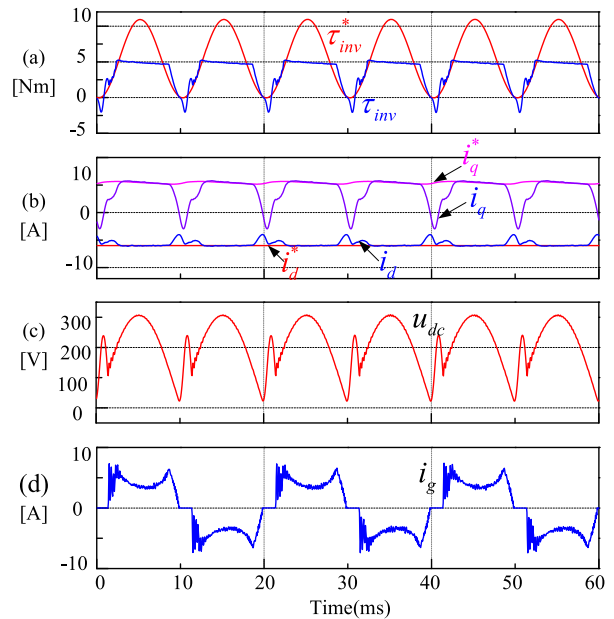 10
(a)
[Nm]
5
0
5
τ*inv
τinv
(b)
[A]
10
0
-10
i*q
iq
i*d
id
(c)
[V]
300
200
100
0
udc
(d)
[A]
10
0
-10
ig
0 10 20 30 40 50 60
Time(ms)